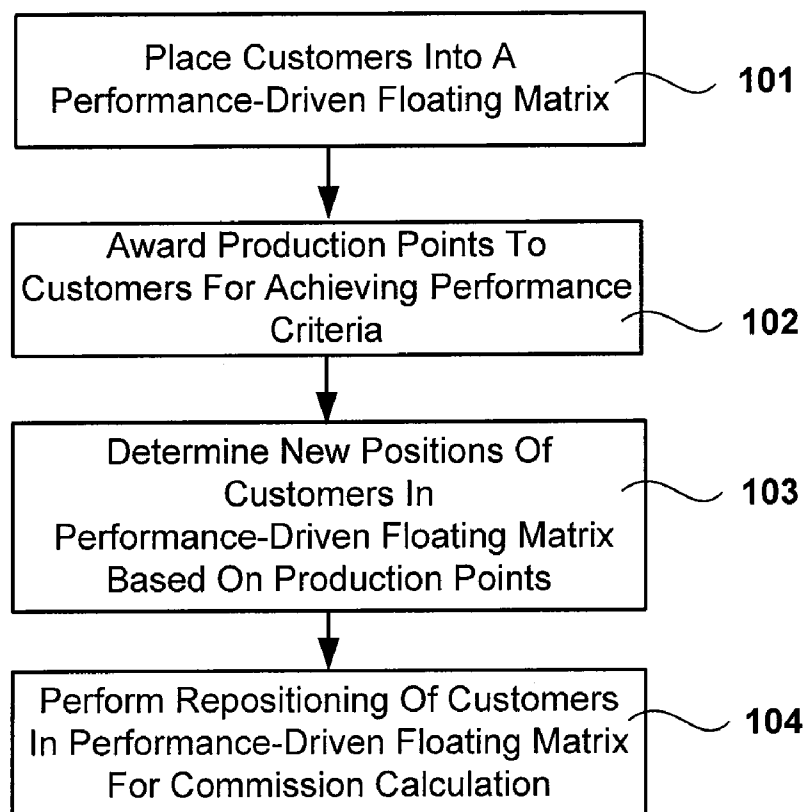 Place Customers Into A
Performance-Driven Floating Matrix
101
Award Production Points To
Customers For Achieving Performance
Criteria
102
Determine New Positions Of
Customers In
Performance-Driven Floating Matrix
Based On Production Points
103
Perform Repositioning Of Customers
In Performance-Driven Floating Matrix
For Commission Calculation
104